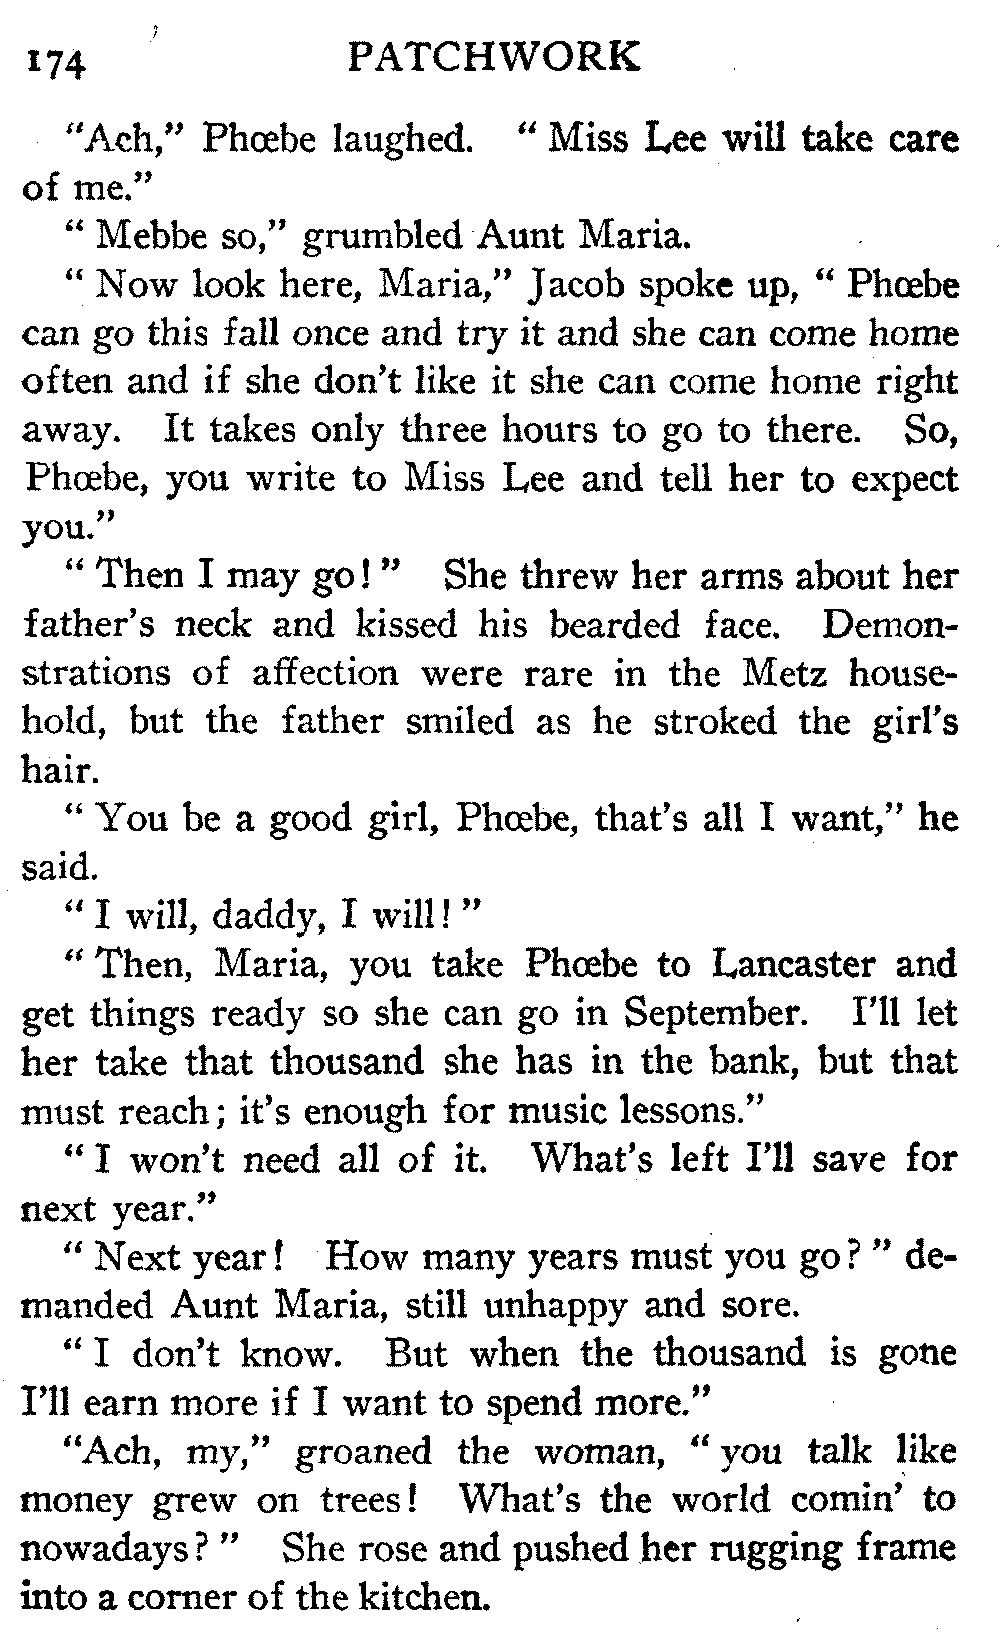 174 PATCHWORK
"Ach," Phœbe laughed. "Miss Lee will take care
of me."
"Mebbe so," grumbled Aunt Maria.
"Now look here, Maria," Jacob spoke up, "Phœbe
can go this fall once and try it and she can come home
often and if she don't like it she can come home right
away. It takes only three hours to go to there. So,
Phœbe, you write to Miss Lee and tell her to expect
you."
"Then I may go!" She threw her arms about her
father's neck and kissed his bearded face. Demon-
strations of affection were rare in the Metz house-
hold, but the father smiled as he stroked the girl's
hair.
"You be a good girl, Phœbe, that's all I want," he
said.
"I will, daddy, I will!"
"Then, Maria, you take Phœbe to Lancaster and
get things ready so she can go in September. I'll let
her take that thousand she has in the bank, but that
must reach; it's enough for music lessons."
"I won't need all of it. What's left I'll save for
next year."
"Next year! How many years must you go?" de-
manded Aunt Maria, still unhappy and sore.
"I don't know. But when the thousand is gone
I'll earn more if I want to spend more."
"Ach, my," groaned the woman, "you talk like
money grew on trees! What's the world comin' to
nowadays?" She rose and pushed her rugging frame
into a corner of the kitchen.